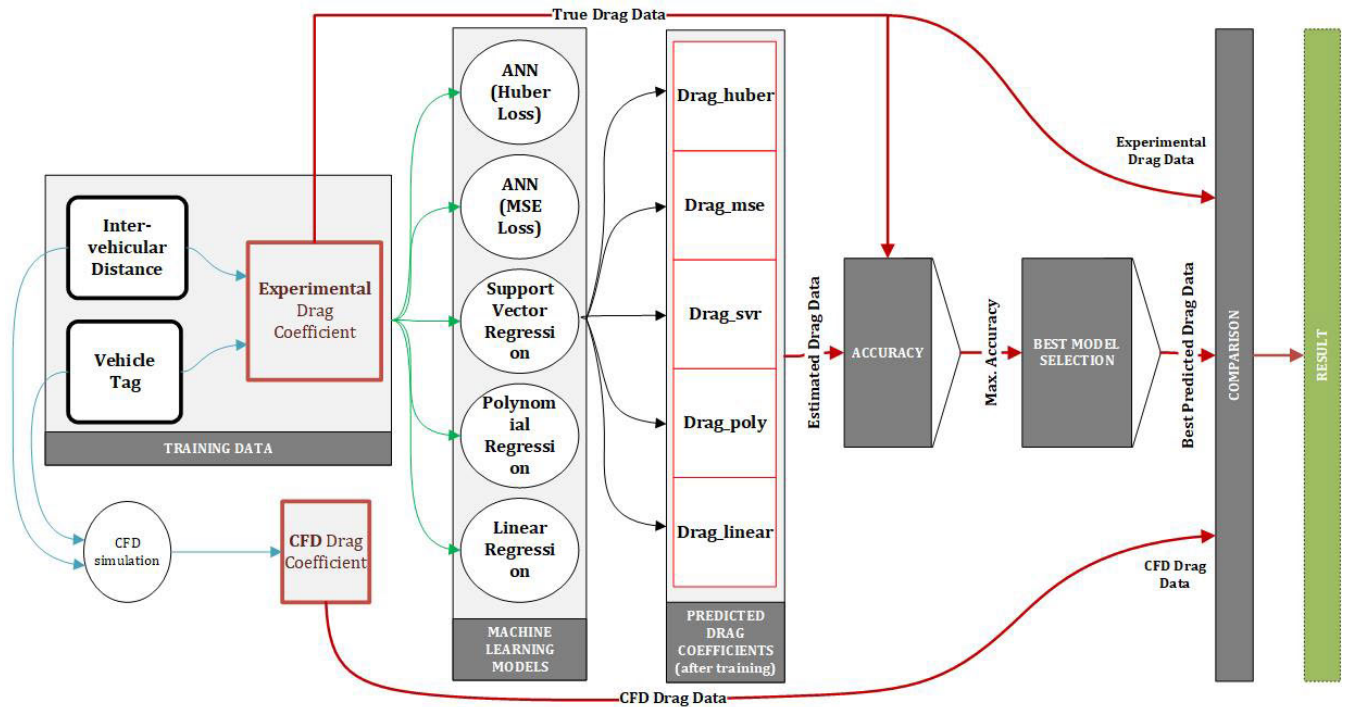 True Drag Data
ANN
(Huber
Loss)
ANN
(MSE
Loss)
Support
Vector
Regressi
on
Polynom
ial
Regressi
on
Linear
Regressi
on
MACHINE
LEARNING
MODELS
Drag_huber
Drag_mse
Drag_svr
Drag_poly
Drag_linear
PREDICTED
DRAG
COEFFICIENTS
(after training)
Inter-
vehicular
Distance
Vehicle
Tag
Experimental
Drag
Coefficient
TRAINING DATA
CFD
simulation
CFD Drag
Coefficient
Estimated Drag Data
ACCURACY
Max. Accuracy
BEST MODEL
SELECTION
Best Predicted Drag Data
Experimental
Drag Data
CFD Drag
Data
CFD Drag Data
COMPARISON
RESULT